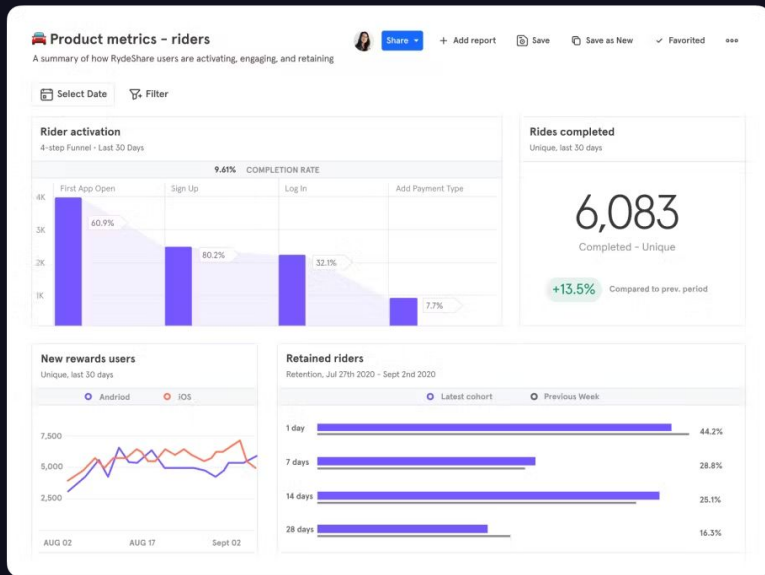 Product metrics - riders
Share
+ Add report
Save
Save as New
Favorited
A summary of how RydeShare users are activating, engaging, and retaining
Select Date
Filter
Rider activation
4-step Funnel • Last 30 Days
9.61% COMPLETION RATE
First App Open
Sign Up
Log In
Add Payment Type
4K
3K
2K
1K
60.9%
80.2%
32.1%
7.7%
Rides completed
Unique, last 30 days
6,083
Completed - Unique
+13.5% Compared to prev. period
New rewards users
Unique, last 30 days
Andriod
iOS
7,500
5,000
2,500
AUG 02
AUG 17
Sept 02
Retained riders
Retention, Jul 27th 2020 - Sept 2nd 2020
Latest cohort
Previous Week
1 day
44.2%
7 days
28.8%
14 days
25.1%
28 days
16.3%